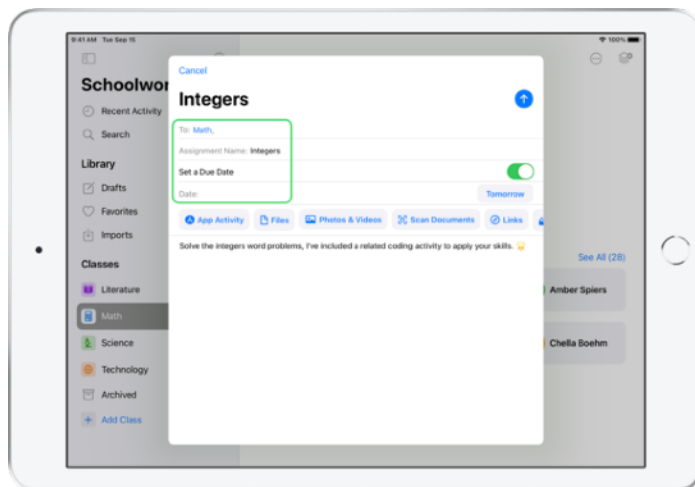 9:41 AM Tue Sep 15
100%
Schoolwor
Recent Activity
Search
Library
Drafts
Favorites
Imports
Classes
Literature
Math
Science
Technology
Archived
Add Class
Cancel
Integers
To: Math,
Assignment Name: Integers
Set a Due Date
Date: Tomorrow
App Activity Files Photos & Videos Scan Documents Links
Solve the integers word problems, I've included a related coding activity to apply your skills.
See All (28)
Amber Spiers
Chella Boehm